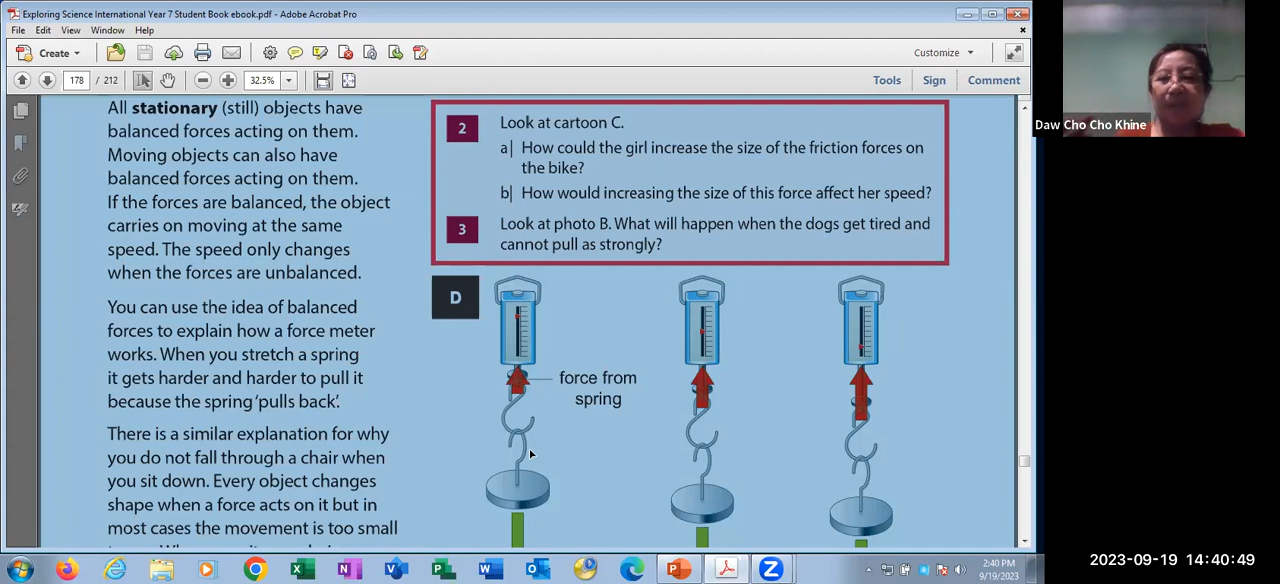 Exploring Science International Year 7 Student Book ebook.pdf - Adobe Acrobat Pro
File Edit View Window Help
Create
Customize
178 / 212
32.5%
Tools Sign Comment
All stationary (still) objects have
balanced forces acting on them.
Moving objects can also have
balanced forces acting on them.
If the forces are balanced, the object
carries on moving at the same
speed. The speed only changes
when the forces are unbalanced.
You can use the idea of balanced
forces to explain how a force meter
works. When you stretch a spring
it gets harder and harder to pull it
because the spring 'pulls back'.
There is a similar explanation for why
you do not fall through a chair when
you sit down. Every object changes
shape when a force acts on it but in
most cases the movement is too small
2 Look at cartoon C.
a| How could the girl increase the size of the friction forces on
the bike?
b| How would increasing the size of this force affect her speed?
3 Look at photo B. What will happen when the dogs get tired and
cannot pull as strongly?
D
force from
spring
Daw Cho Cho Khine
2:40 PM
9/19/2023
2023-09-19 14:40:49